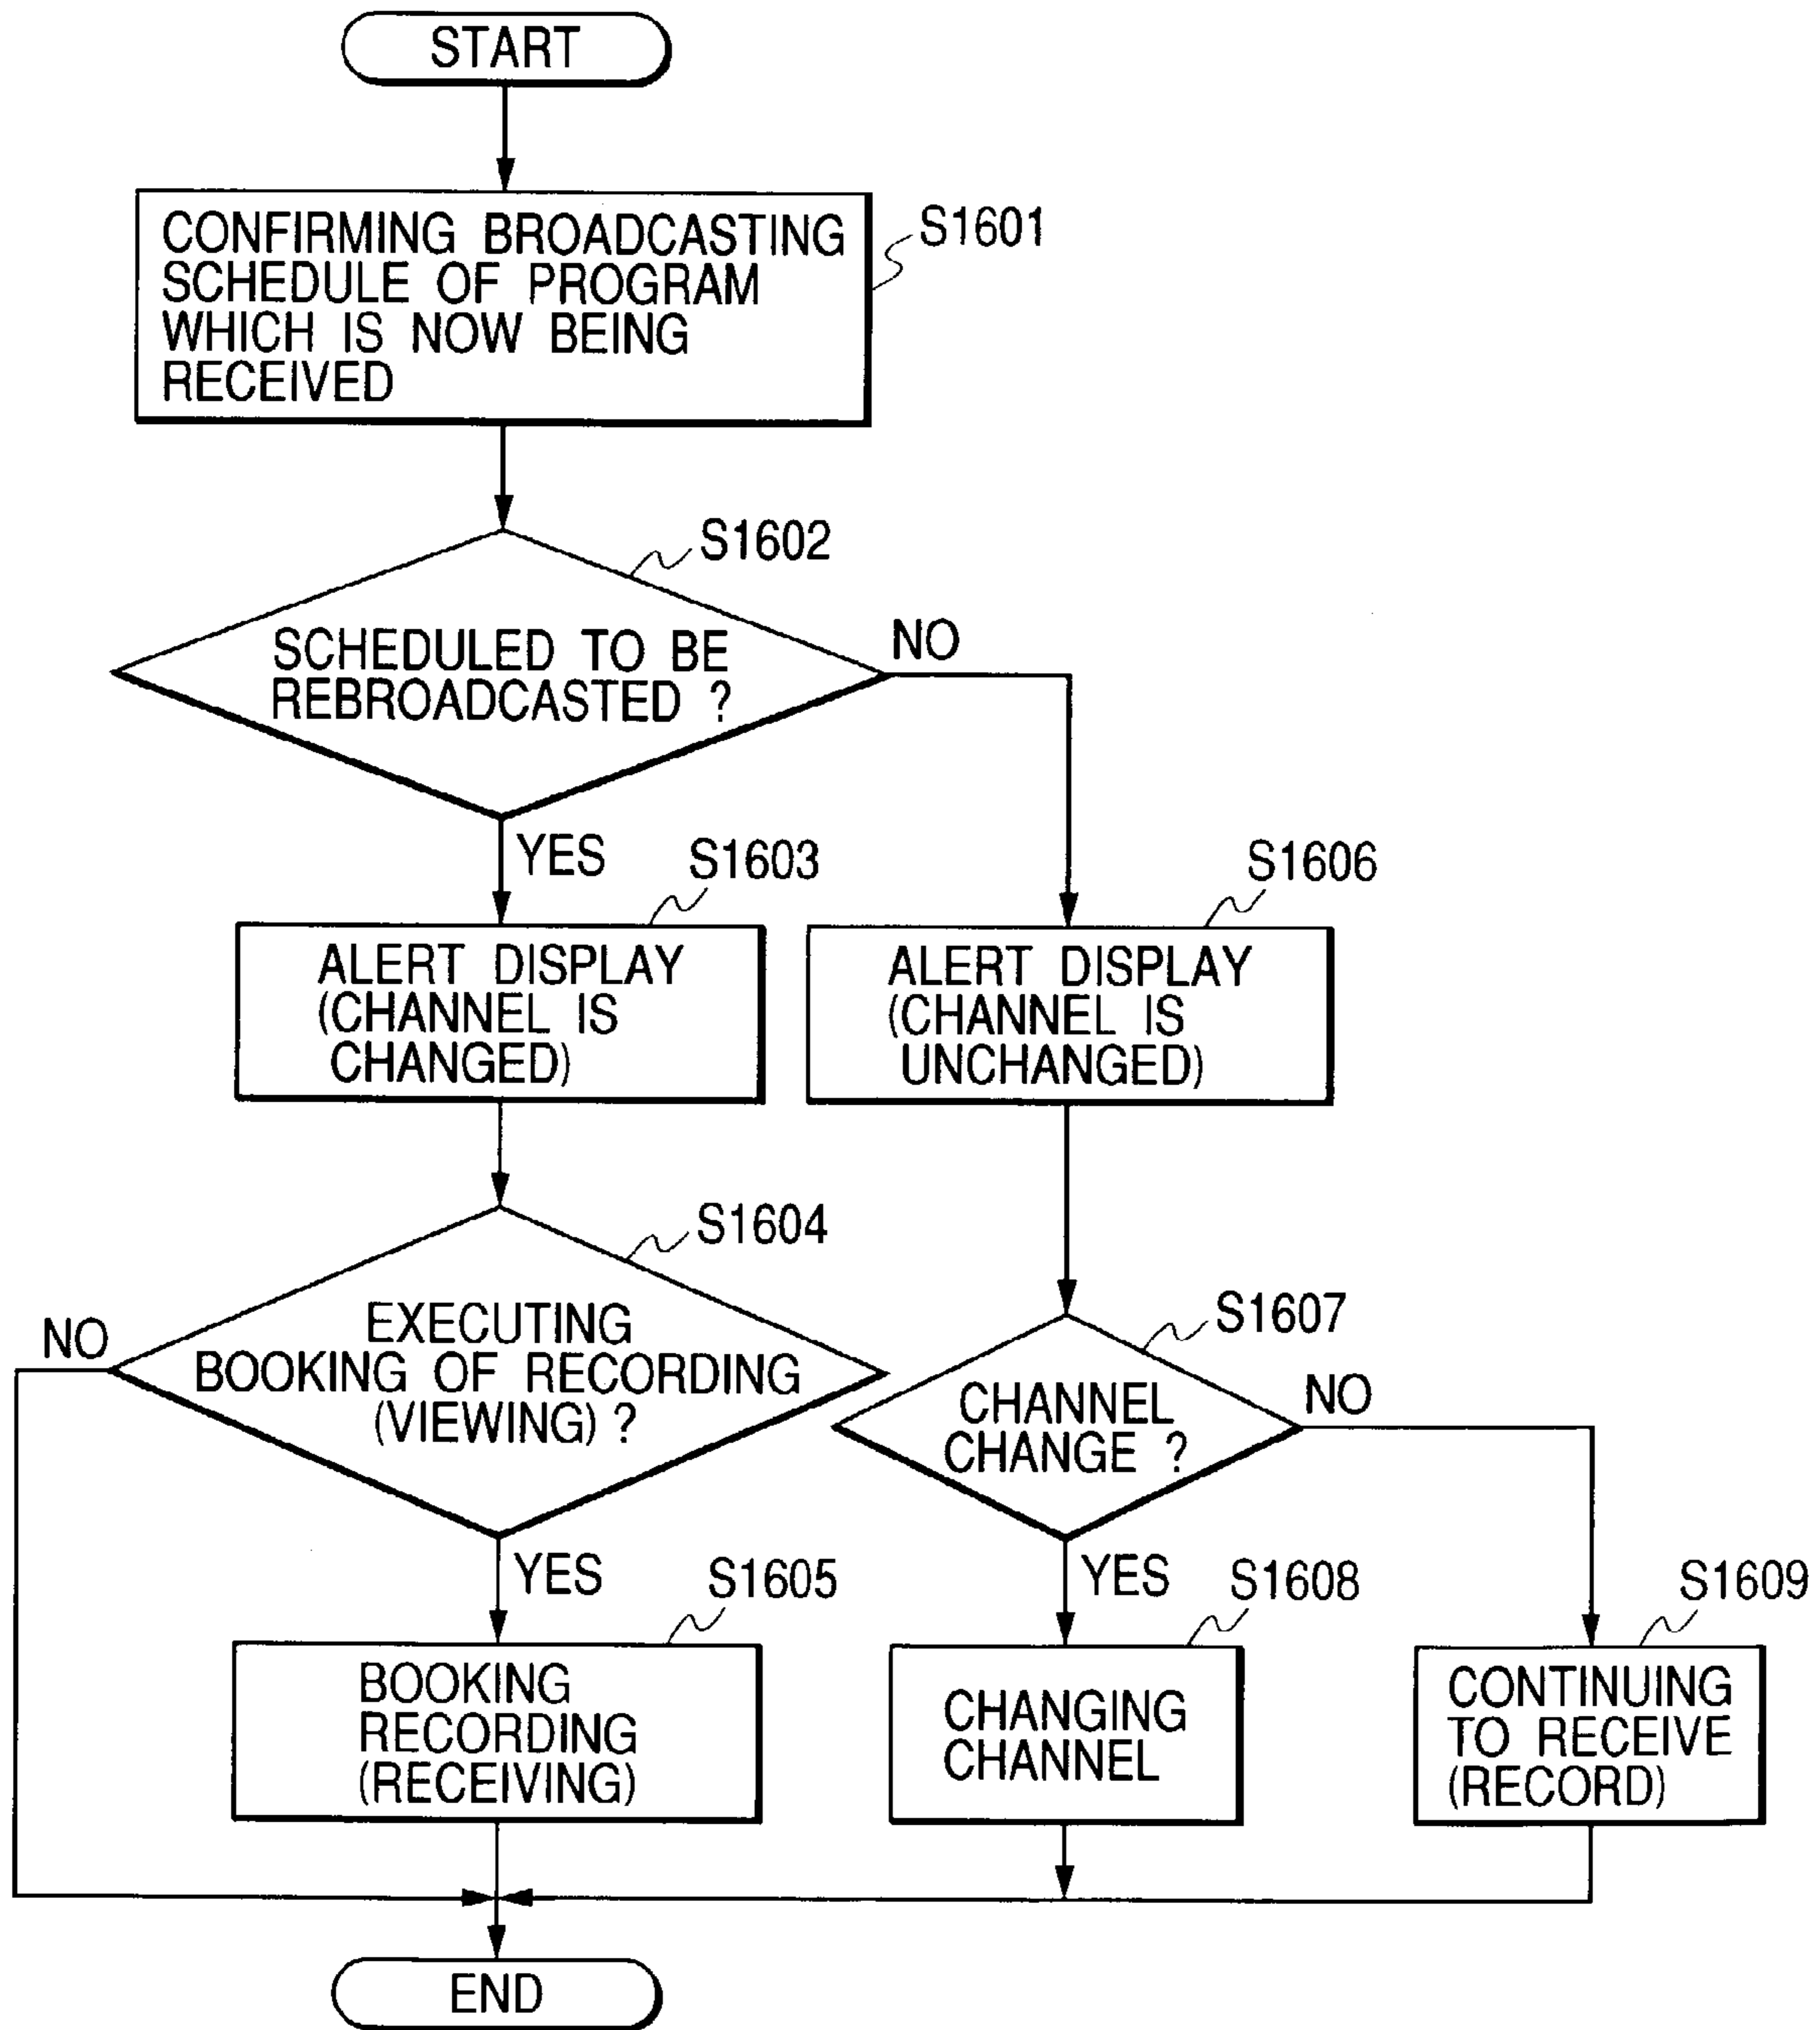 START
CONFIRMING BROADCASTING
SCHEDULE OF PROGRAM
WHICH IS NOW BEING
RECEIVED
S1601
S1602
SCHEDULED TO BE
REBROADCASTED ?
NO
YES
S1603
ALERT DISPLAY
(CHANNEL IS
CHANGED)
S1606
ALERT DISPLAY
(CHANNEL IS
UNCHANGED)
S1604
EXECUTING
BOOKING OF RECORDING
(VIEWING) ?
NO
YES
S1607
CHANNEL
CHANGE ?
NO
YES
S1605
BOOKING
RECORDING
(RECEIVING)
S1608
CHANGING
CHANNEL
S1609
CONTINUING
TO RECEIVE
(RECORD)
END